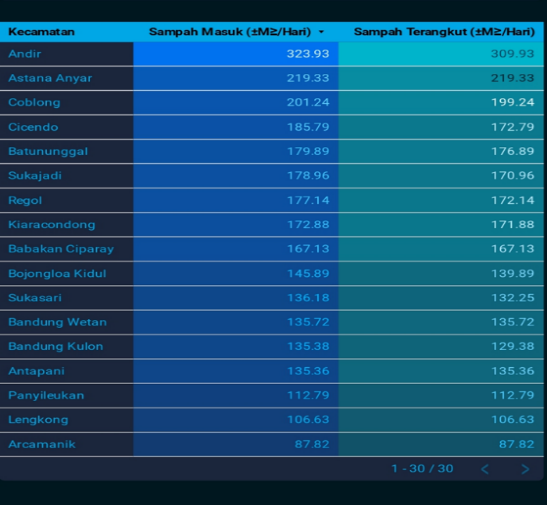 Kecamatan Sampah Masuk (±M≥/Hari) Sampah Terangkut (±M≥/Hari)
Andir 323.93 309.93
Astana Anyar 219.33 219.33
Coblong 201.24 199.24
Cicendo 185.79 172.79
Batununggal 179.89 176.89
Sukajadi 178.96 170.96
Regol 177.14 172.14
Kiaracondong 172.88 171.88
Babakan Ciparay 167.13 167.13
Bojongloa Kidul 145.89 139.89
Sukasari 136.18 132.25
Bandung Wetan 135.72 135.72
Bandung Kulon 135.38 129.38
Antapani 135.36 135.36
Panyileukan 112.79 112.79
Lengkong 106.63 106.63
Arcamanik 87.82 87.82
1 - 30 / 30